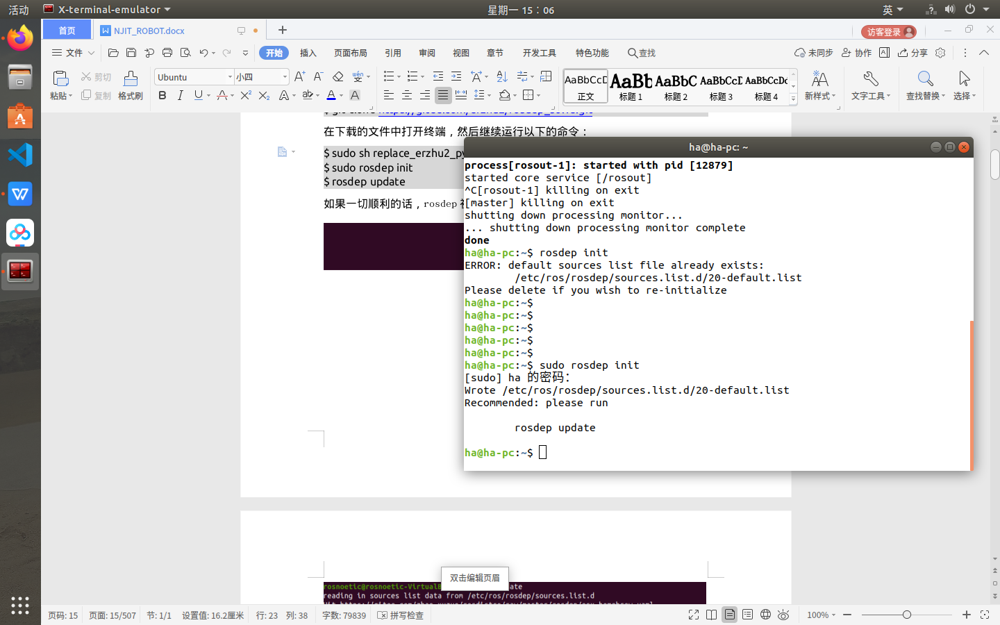 活动
X-terminal-emulator
星期一 15：06
英
首页
NJIT_ROBOT.docx
访客登录
文件
开始
插入
页面布局
引用
审阅
视图
章节
开发工具
特色功能
查找
未同步
协作
分享
粘贴
剪切
复制
格式刷
Ubuntu
小四
AaBbCcD
正文
AaBb
标题 1
AaBbC
标题 2
AaBbCcD
标题 3
AaBbCcDc
标题 4
新样式
文字工具
查找替换
选择
在下载的文件中打开终端，然后继续运行以下的命令：
$ sudo sh replace_erzhu2_py
$ sudo rosdep init
$ rosdep update
如果一切顺利的话，rosdep
ha@ha-pc: ~
process[rosout-1]: started with pid [12879]
started core service [/rosout]
^C[rosout-1] killing on exit
[master] killing on exit
shutting down processing monitor...
... shutting down processing monitor complete
done
ha@ha-pc:~$ rosdep init
ERROR: default sources list file already exists:
/etc/ros/rosdep/sources.list.d/20-default.list
Please delete if you wish to re-initialize
ha@ha-pc:~$
ha@ha-pc:~$
ha@ha-pc:~$
ha@ha-pc:~$
ha@ha-pc:~$
ha@ha-pc:~$ sudo rosdep init
[sudo] ha 的密码：
Wrote /etc/ros/rosdep/sources.list.d/20-default.list
Recommended: please run
rosdep update
ha@ha-pc:~$
双击编辑页眉
rosnoetic@rosnoetic-VirtualB
reading in sources list data from /etc/ros/rosdep/sources.list.d
页码: 15
页面: 15/507
节: 1/1
设置值: 16.2厘米
行: 23
列: 38
字数: 79839
拼写检查
100%